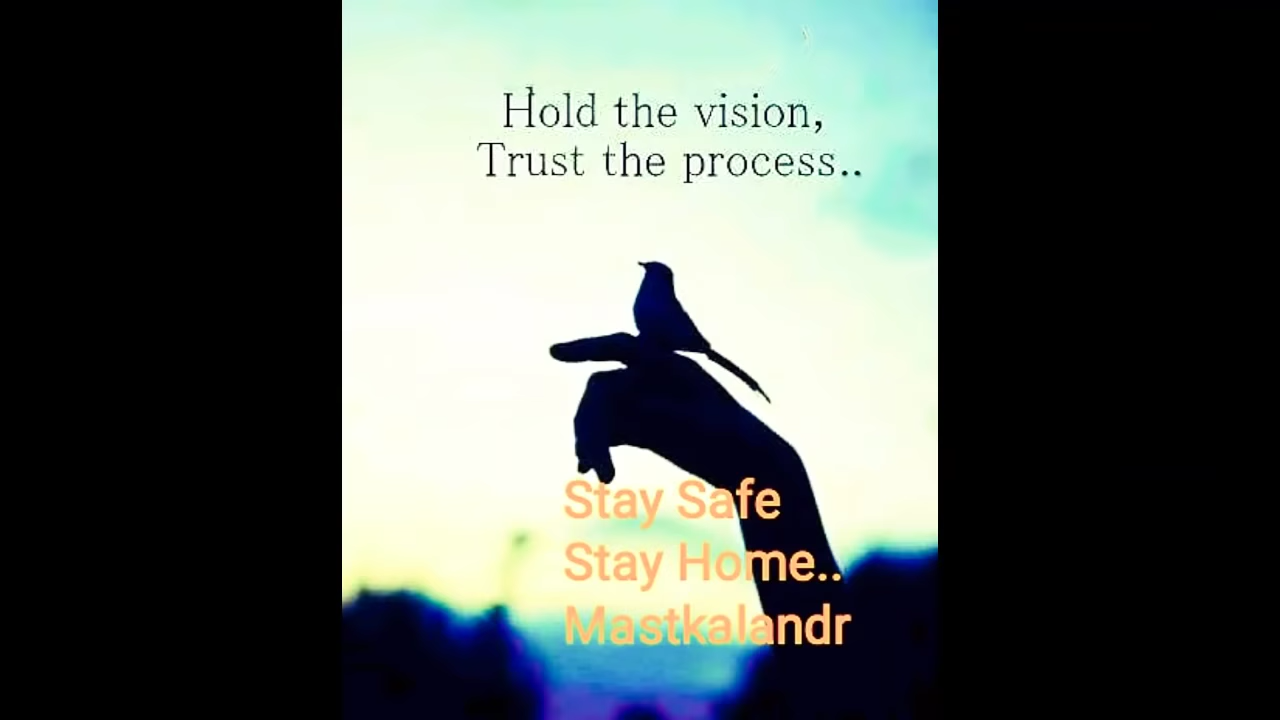 Hold the vision,
Trust the process..
Stay Safe
Stay Home..
Mastkalandr